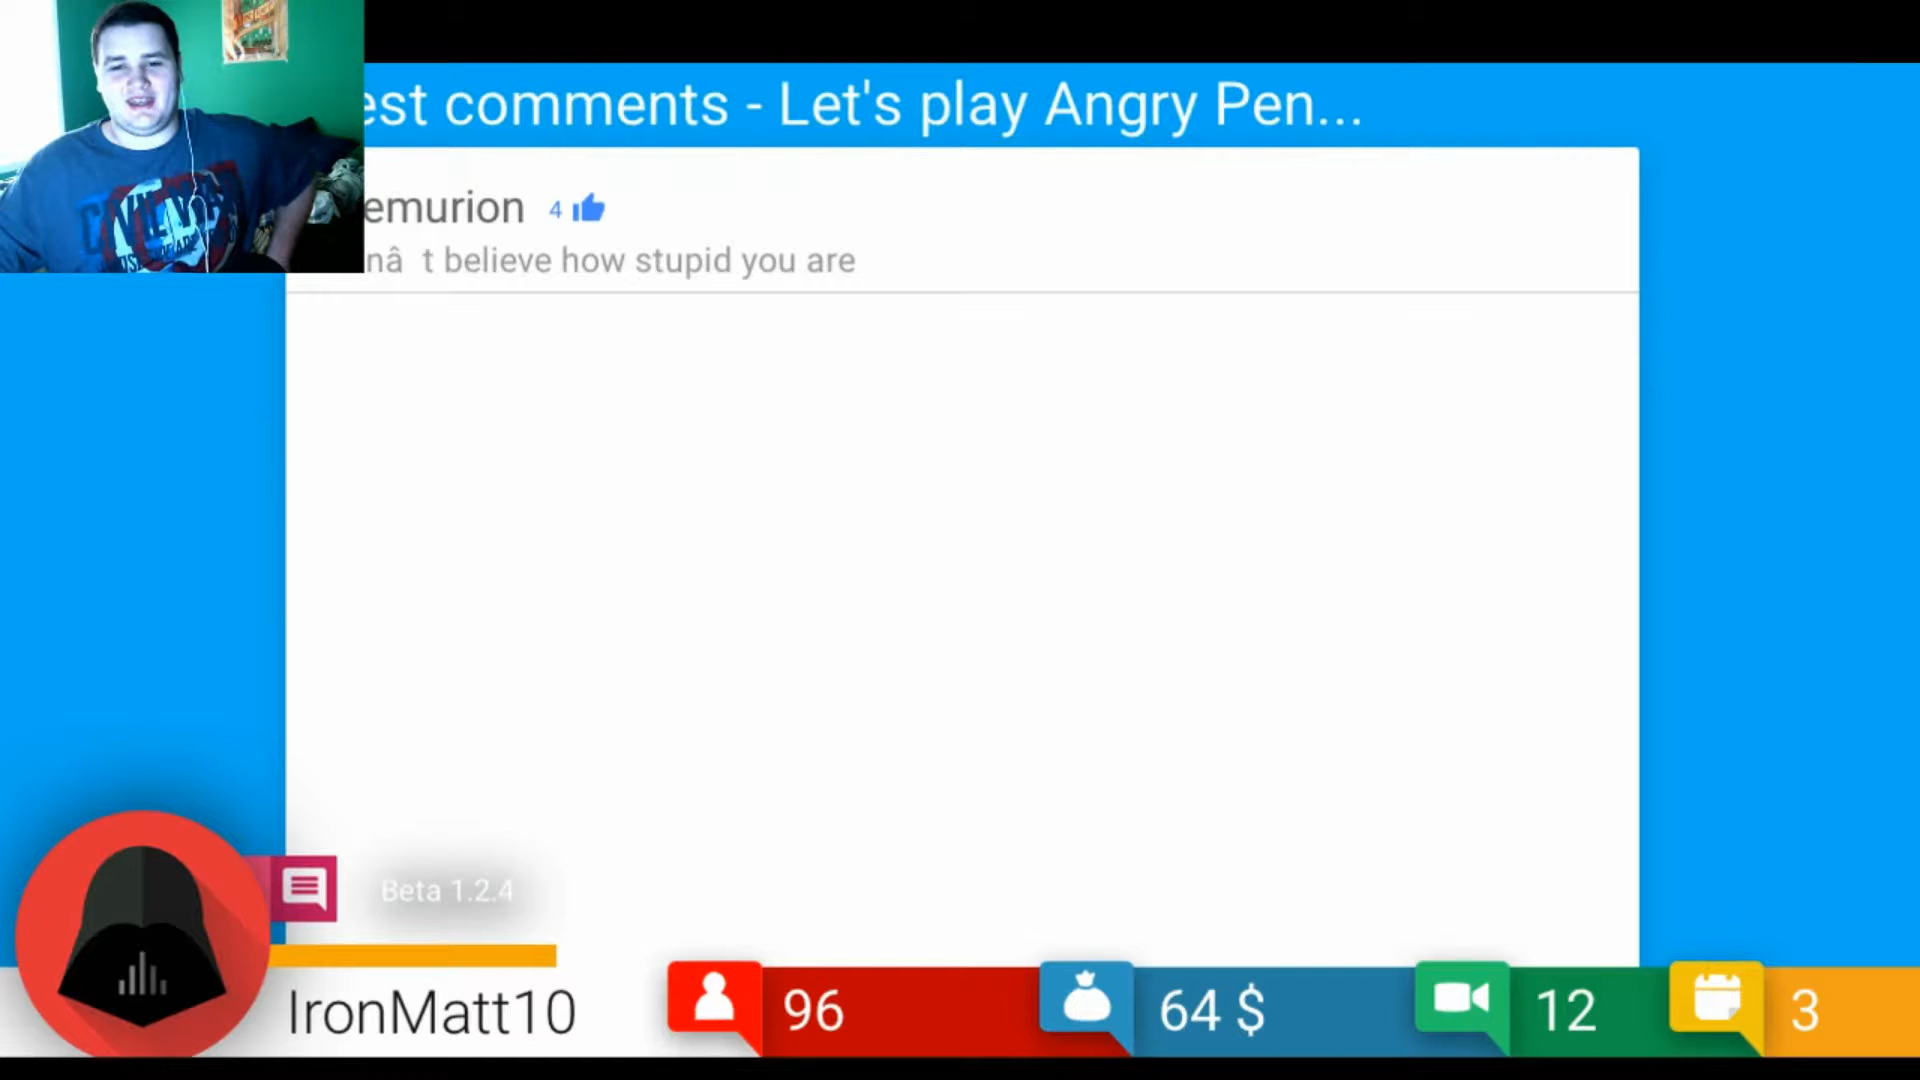 est comments - Let's play Angry Pen...
emurion 4
nâ t believe how stupid you are
Beta 1.2.4
IronMatt10
96
64 $
12
3